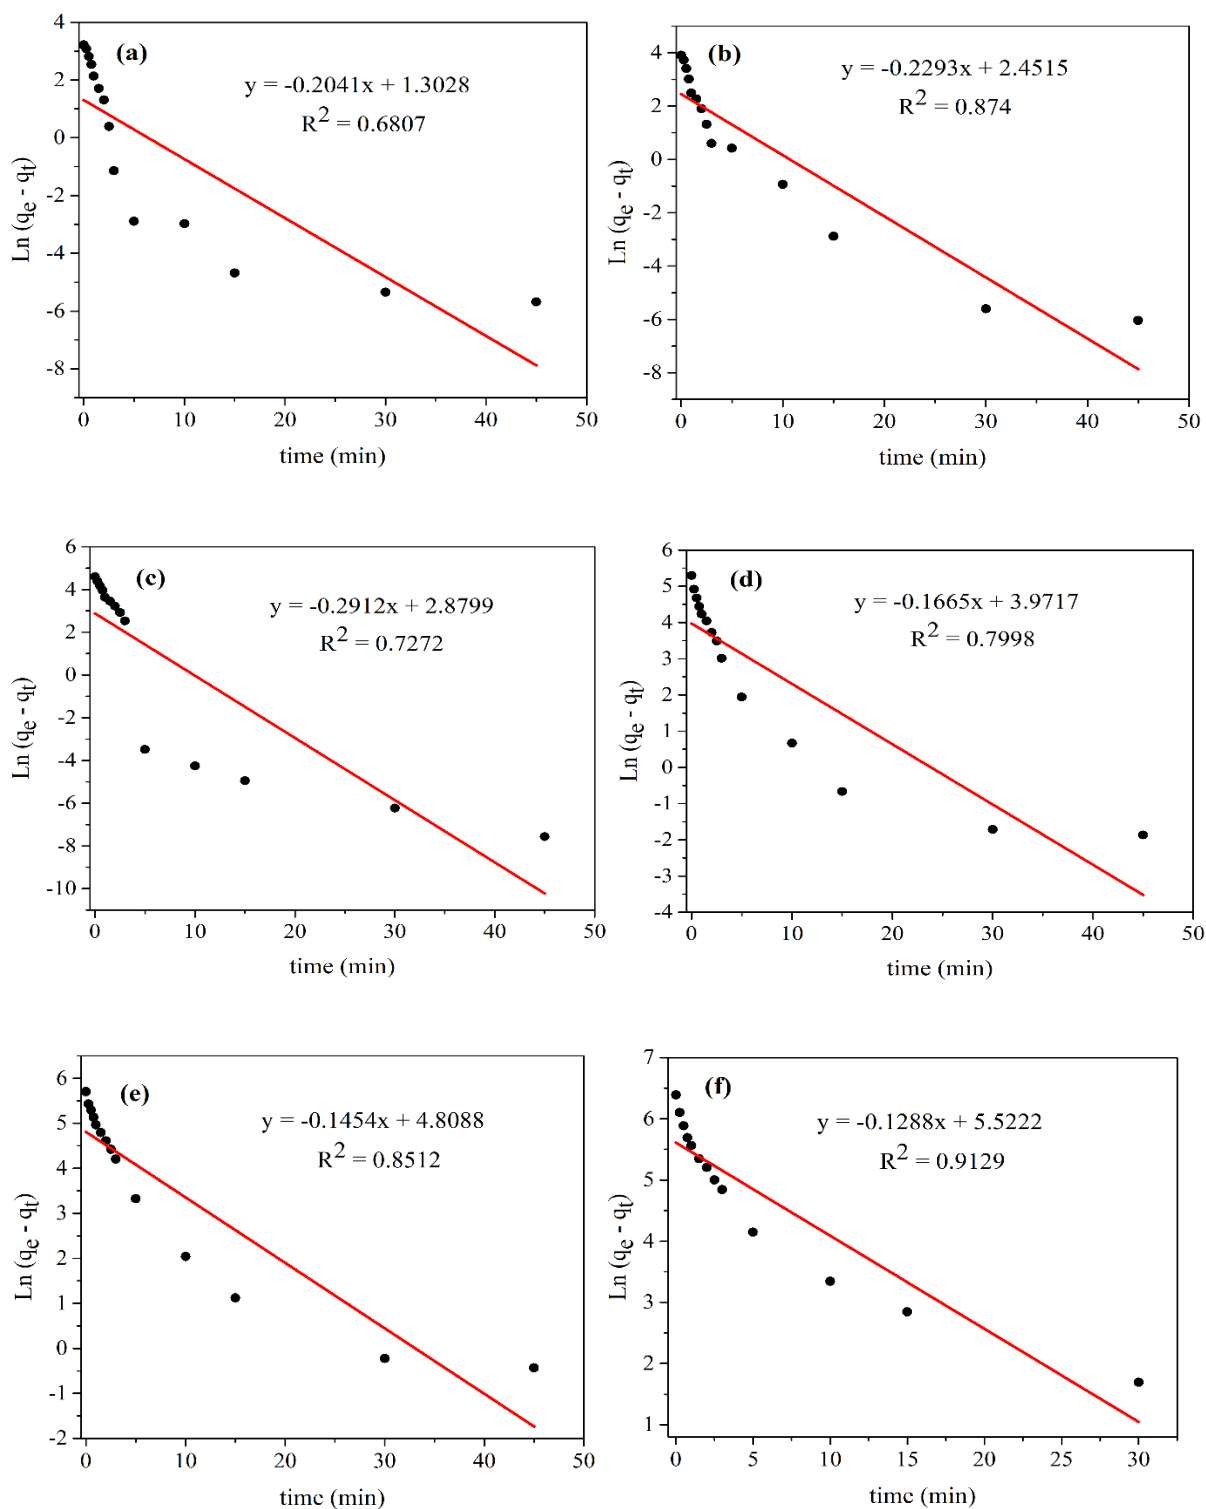 (a)
y = -0.2041x + 1.3028
R2 = 0.6807
4
2
0
-2
-4
-6
-8
Ln (qe - qt)
0 10 20 30 40 50
time (min)
(b)
y = -0.2293x + 2.4515
R2 = 0.874
4
2
0
-2
-4
-6
-8
Ln (qe - qt)
0 10 20 30 40 50
time (min)
(c)
y = -0.2912x + 2.8799
R2 = 0.7272
6
4
2
0
-2
-4
-6
-8
-10
Ln (qe - qt)
0 10 20 30 40 50
time (min)
(d)
y = -0.1665x + 3.9717
R2 = 0.7998
6
5
4
3
2
1
0
-1
-2
-3
-4
Ln (qe - qt)
0 10 20 30 40 50
time (min)
(e)
y = -0.1454x + 4.8088
R2 = 0.8512
6
5
4
3
2
1
0
-1
-2
Ln (qe - qt)
0 10 20 30 40 50
time (min)
(f)
y = -0.1288x + 5.5222
R2 = 0.9129
7
6
5
4
3
2
1
Ln (qe - qt)
0 5 10 15 20 25 30
time (min)